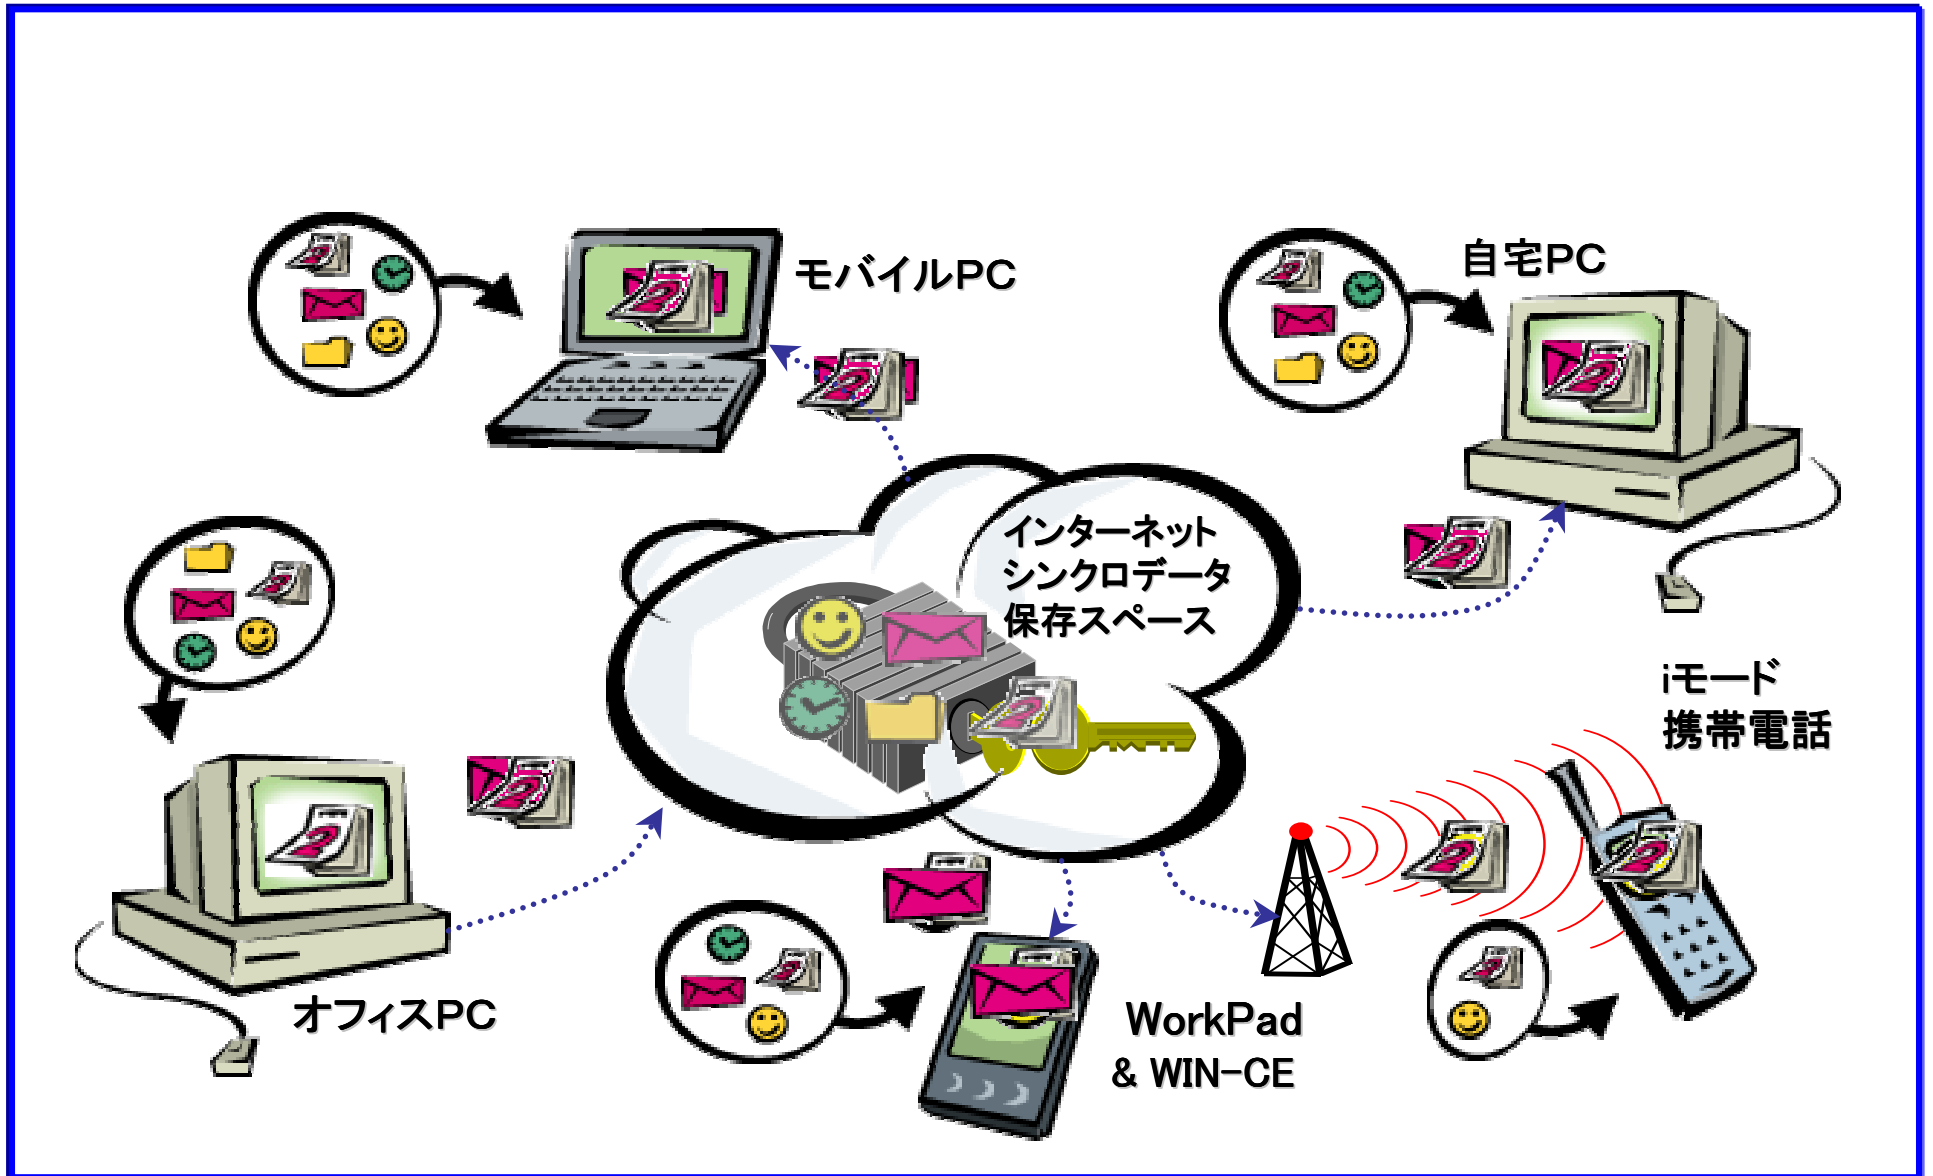 モバイルPC
自宅PC
インターネット
シンクロデータ
保存スペース
iモード
携帯電話
オフィスPC
WorkPad
& WIN-CE